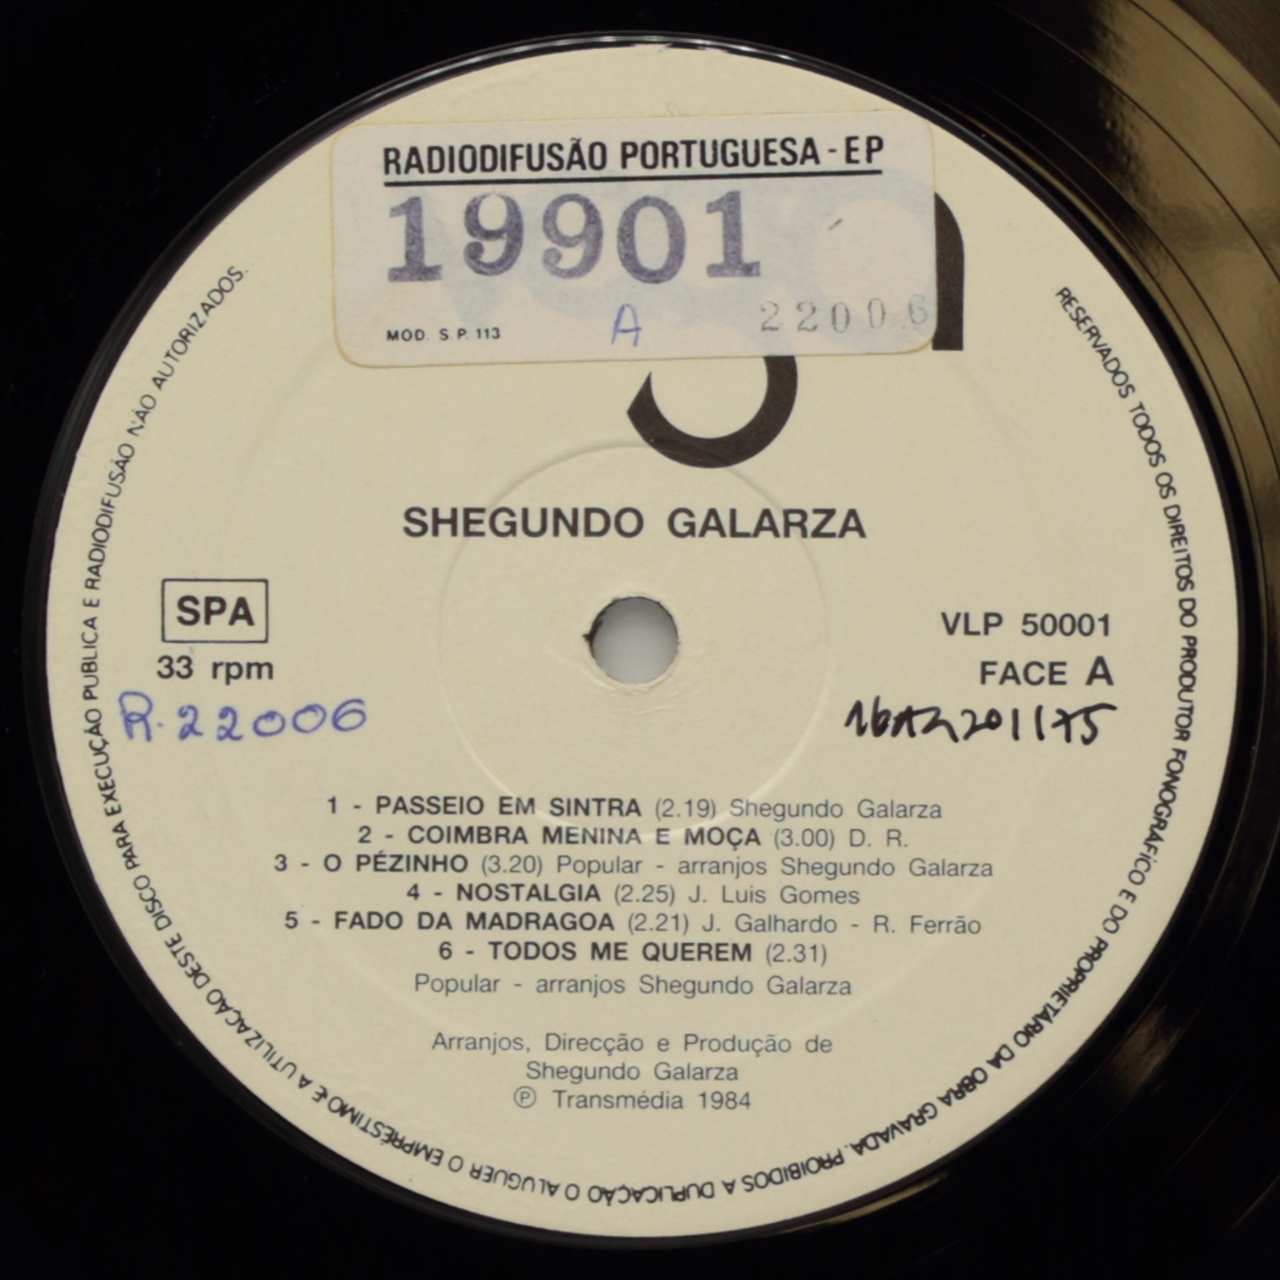 RADIODIFUSÃO PORTUGUESA - EP
19901
MOD. S.P. 113
A
22006
SHEGUNDO GALARZA
SPA
33 rpm
R. 22006
VLP 50001
FACE A
1 - PASSEIO EM SINTRA (2.19) Shegundo Galarza
2 - COIMBRA MENINA E MOÇA (3.00) D. R.
3 - O PÉZINHO (3.20) Popular - arranjos Shegundo Galarza
4 - NOSTALGIA (2.25) J. Luis Gomes
5 - FADO DA MADRAGOA (2.21) J. Galhardo - R. Ferrão
6 - TODOS ME QUEREM (2.31)
Popular - arranjos Shegundo Galarza
Arranjos, Direcção e Produção de
Shegundo Galarza
℗ Transmédia 1984
RESERVADOS TODOS OS DIREITOS DO PRODUTOR FONOGRAFICO E DO PROPRIETÁRIO DA OBRA GRAVADA. PROIBIDOS A DUPLICAÇÃO O ALUGUER O EMPRÉSTIMO E A UTILIZAÇÃO DESTE DISCO PARA EXECUÇÃO PUBLICA E RADIODIFUSÃO NÃO AUTORIZADOS.